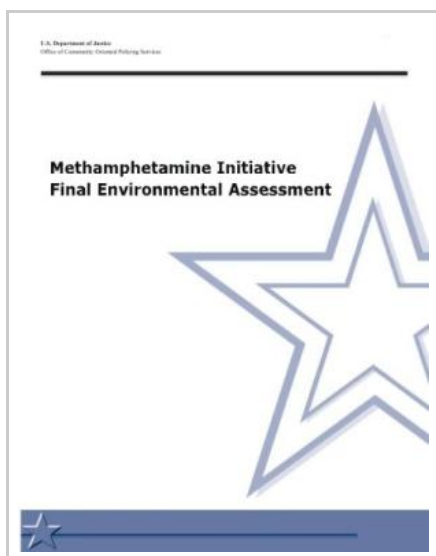 U.S. Department of Justice
Office of Community Oriented Policing Services
Methamphetamine Initiative
Final Environmental Assessment